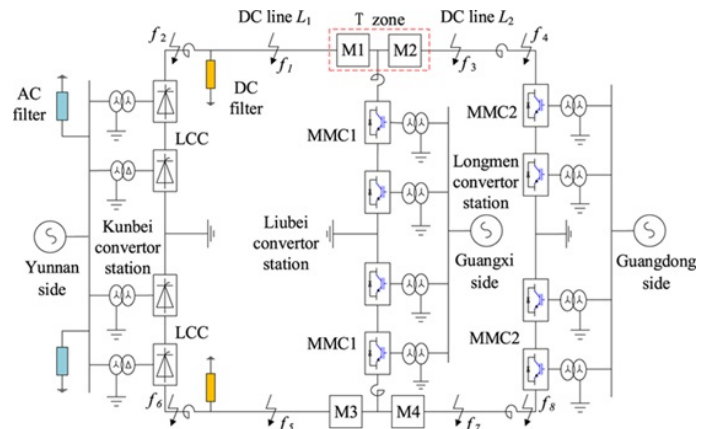 T zone
DC line L1
DC line L2
f2
f4
M1
M2
f1
f3
AC
filter
DC
filter
LCC
MMC1
MMC2
Longmen
convertor
station
Kunbei
convertor
station
Liubei
convertor
station
Yunnan
side
Guangxi
side
Guangdong
side
LCC
MMC1
MMC2
f6
f5
M3
M4
f7
f8